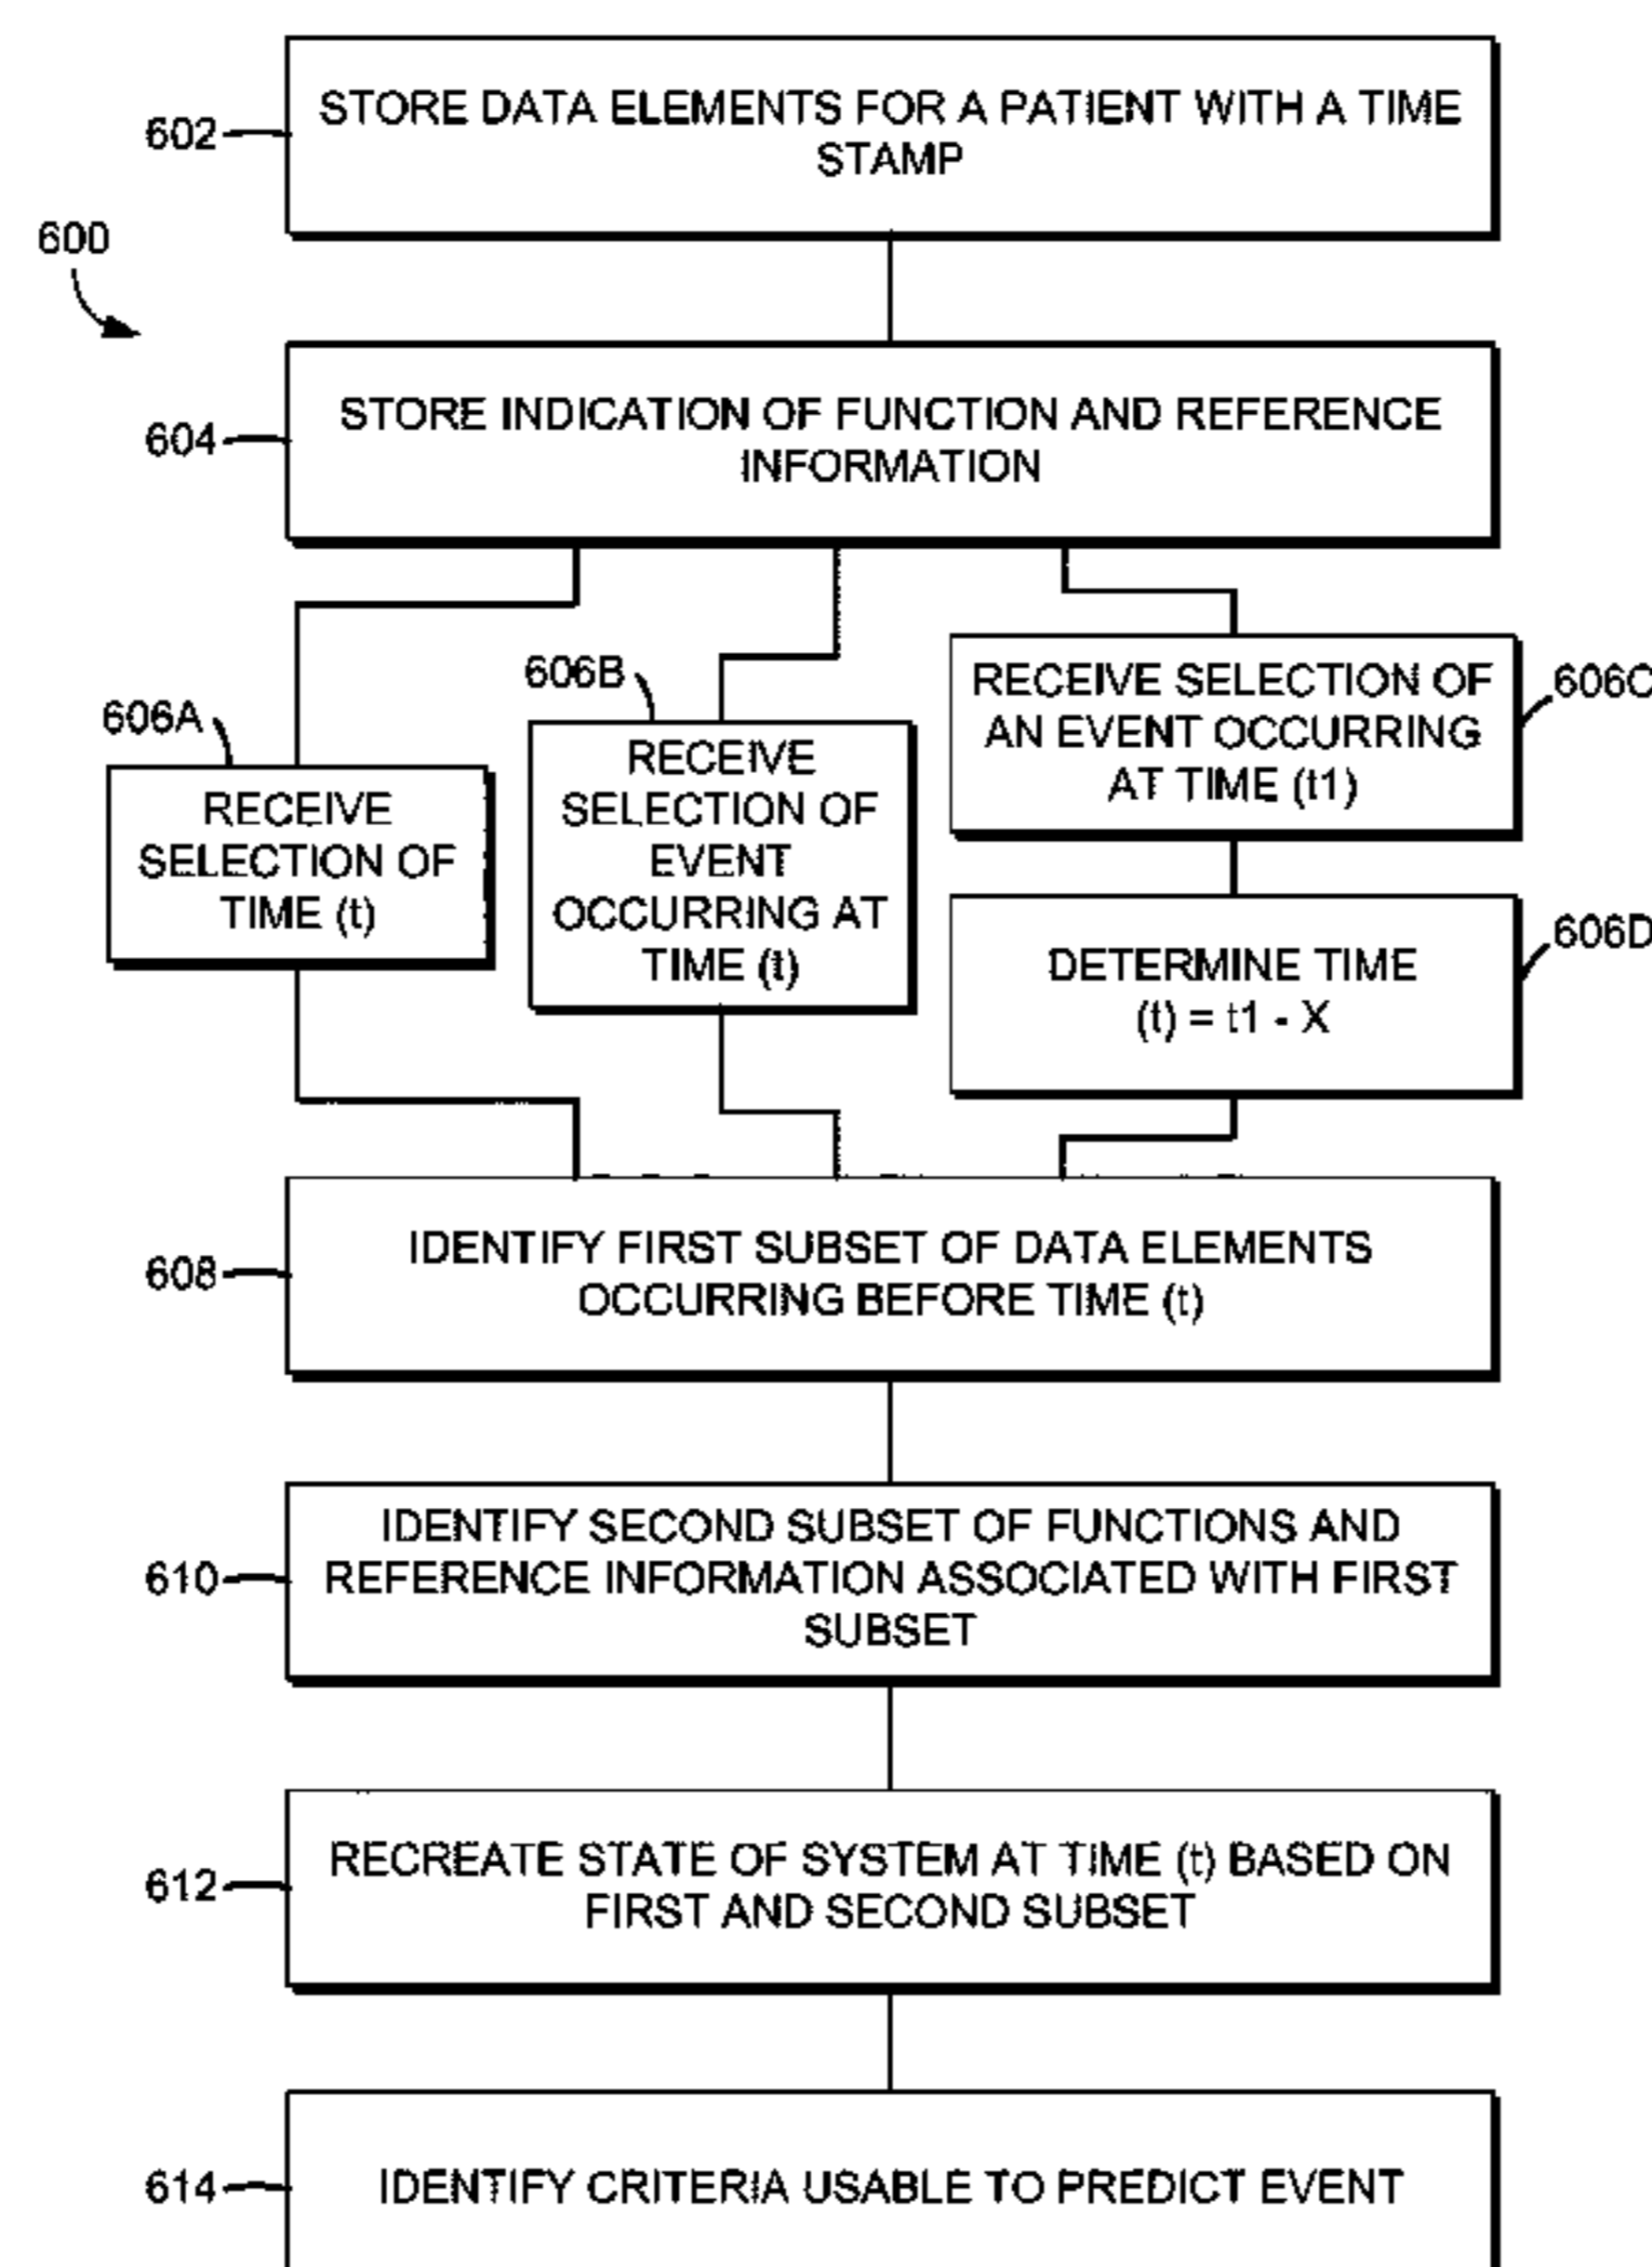 602
STORE DATA ELEMENTS FOR A PATIENT WITH A TIME
STAMP
600
604
STORE INDICATION OF FUNCTION AND REFERENCE
INFORMATION
606A
RECEIVE
SELECTION OF
TIME (t)
606B
RECEIVE
SELECTION OF
EVENT
OCCURRING AT
TIME (t)
606C
RECEIVE SELECTION OF
AN EVENT OCCURRING
AT TIME (t1)
606D
DETERMINE TIME
(t) = t1 - X
608
IDENTIFY FIRST SUBSET OF DATA ELEMENTS
OCCURRING BEFORE TIME (t)
610
IDENTIFY SECOND SUBSET OF FUNCTIONS AND
REFERENCE INFORMATION ASSOCIATED WITH FIRST
SUBSET
612
RECREATE STATE OF SYSTEM AT TIME (t) BASED ON
FIRST AND SECOND SUBSET
614
IDENTIFY CRITERIA USABLE TO PREDICT EVENT